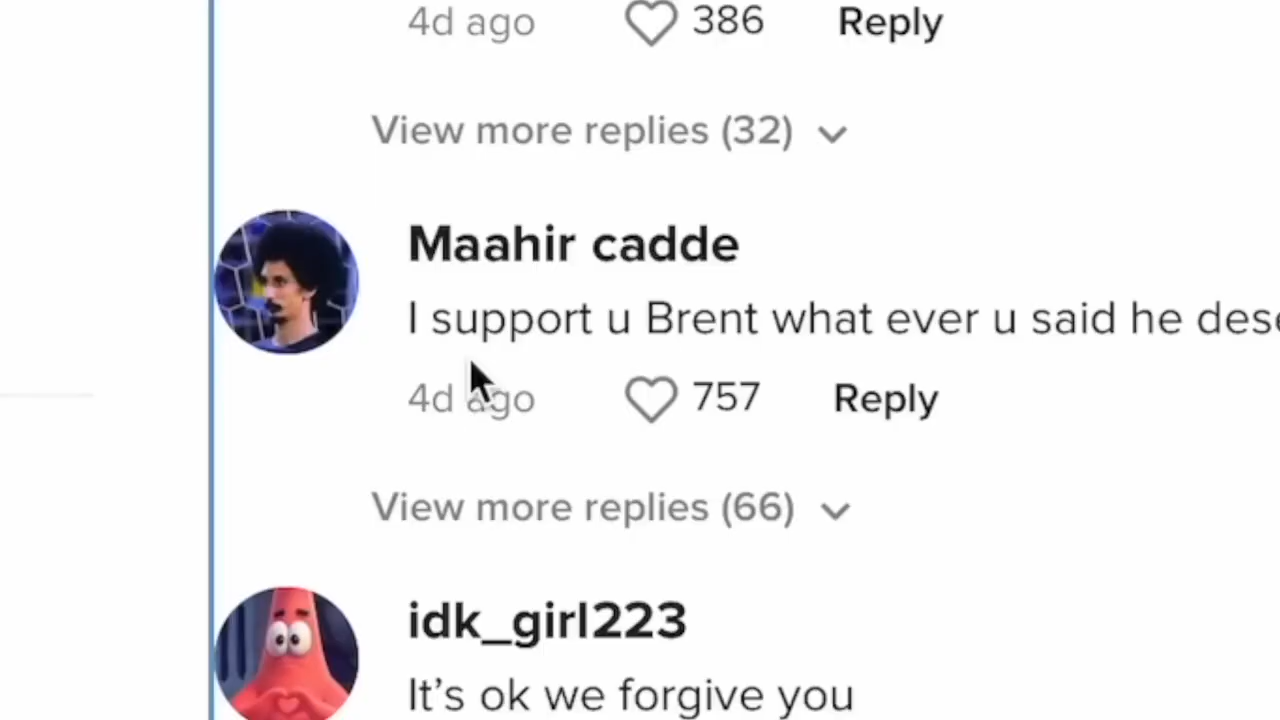 4d ago 386 Reply
View more replies (32)
Maahir cadde
I support u Brent what ever u said he
4d ago 757 Reply
View more replies (66)
idk_girl223
It's ok we forgive you